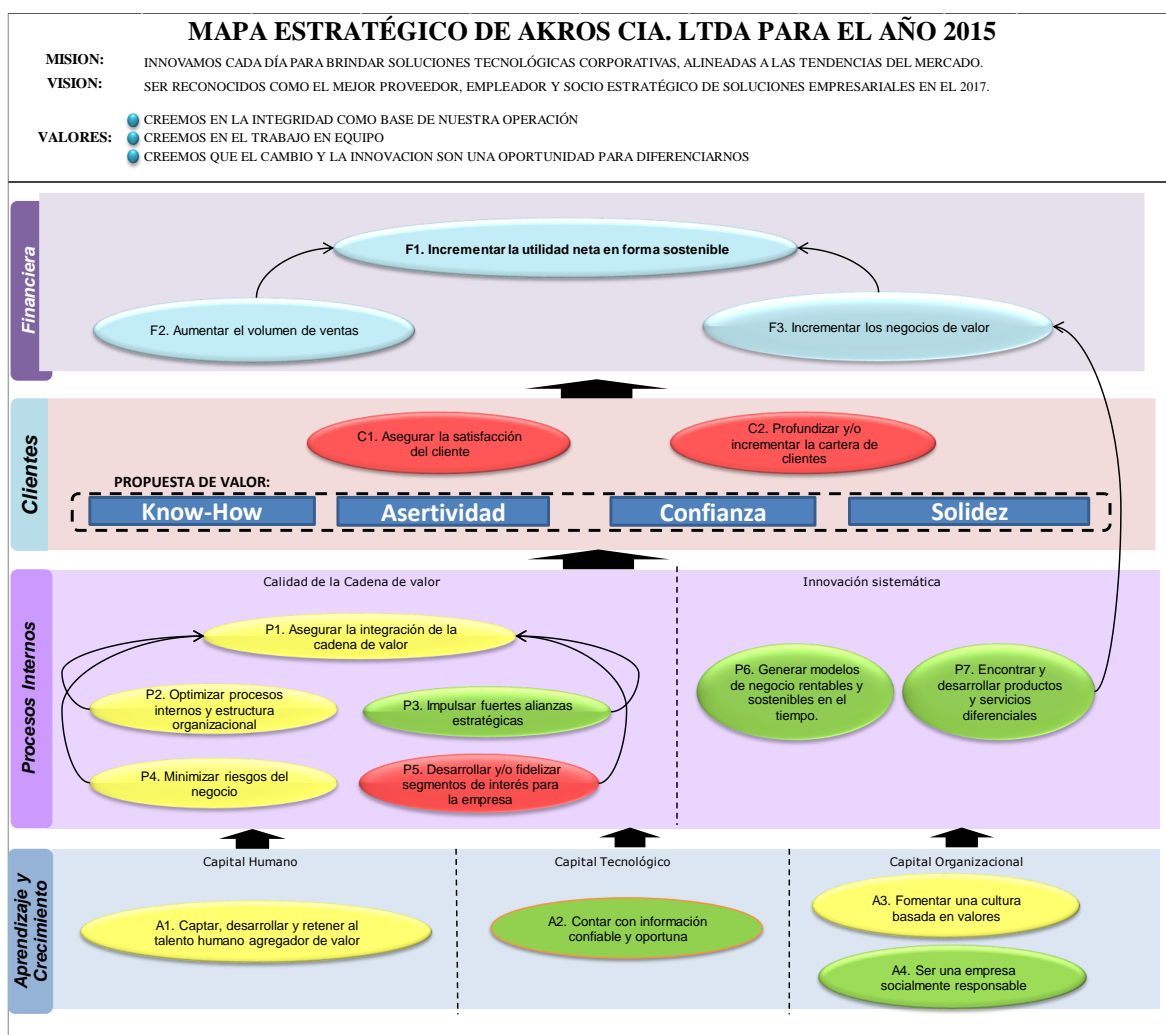 MAPA ESTRATÉGICO DE AKROS CIA. LTDA PARA EL AÑO 2015
MISION: INNOVAMOS CADA DÍA PARA BRINDAR SOLUCIONES TECNOLÓGICAS CORPORATIVAS, ALINEADAS A LAS TENDENCIAS DEL MERCADO.
VISION: SER RECONOCIDOS COMO EL MEJOR PROVEEDOR, EMPLEADOR Y SOCIO ESTRATÉGICO DE SOLUCIONES EMPRESARIALES EN EL 2017.
CREEMOS EN LA INTEGRIDAD COMO BASE DE NUESTRA OPERACIÓN
VALORES: CREEMOS EN EL TRABAJO EN EQUIPO
CREEMOS QUE EL CAMBIO Y LA INNOVACION SON UNA OPORTUNIDAD PARA DIFERENCIARNOS
Financiera
F1. Incrementar la utilidad neta en forma sostenible
F2. Aumentar el volumen de ventas
F3. Incrementar los negocios de valor
Clientes
C1. Asegurar la satisfacción
del cliente
C2. Profundizar y/o
incrementar la cartera de
clientes
PROPUESTA DE VALOR:
Know-How
Asertividad
Confianza
Solidez
Procesos Internos
Calidad de la Cadena de valor
Innovación sistemática
P1. Asegurar la integración de la
cadena de valor
P2. Optimizar procesos
internos y estructura
organizacional
P3. Impulsar fuertes alianzas
estratégicas
P4. Minimizar riesgos del
negocio
P5. Desarrollar y/o fidelizar
segmentos de interés para
la empresa
P6. Generar modelos
de negocio rentables y
sostenibles en el
tiempo.
P7. Encontrar y
desarrollar productos
y servicios
diferenciales
Aprendizaje y
Crecimiento
Capital Humano
Capital Tecnológico
Capital Organizacional
A1. Captar, desarrollar y retener al
talento humano agregador de valor
A2. Contar con información
confiable y oportuna
A3. Fomentar una cultura
basada en valores
A4. Ser una empresa
socialmente responsable